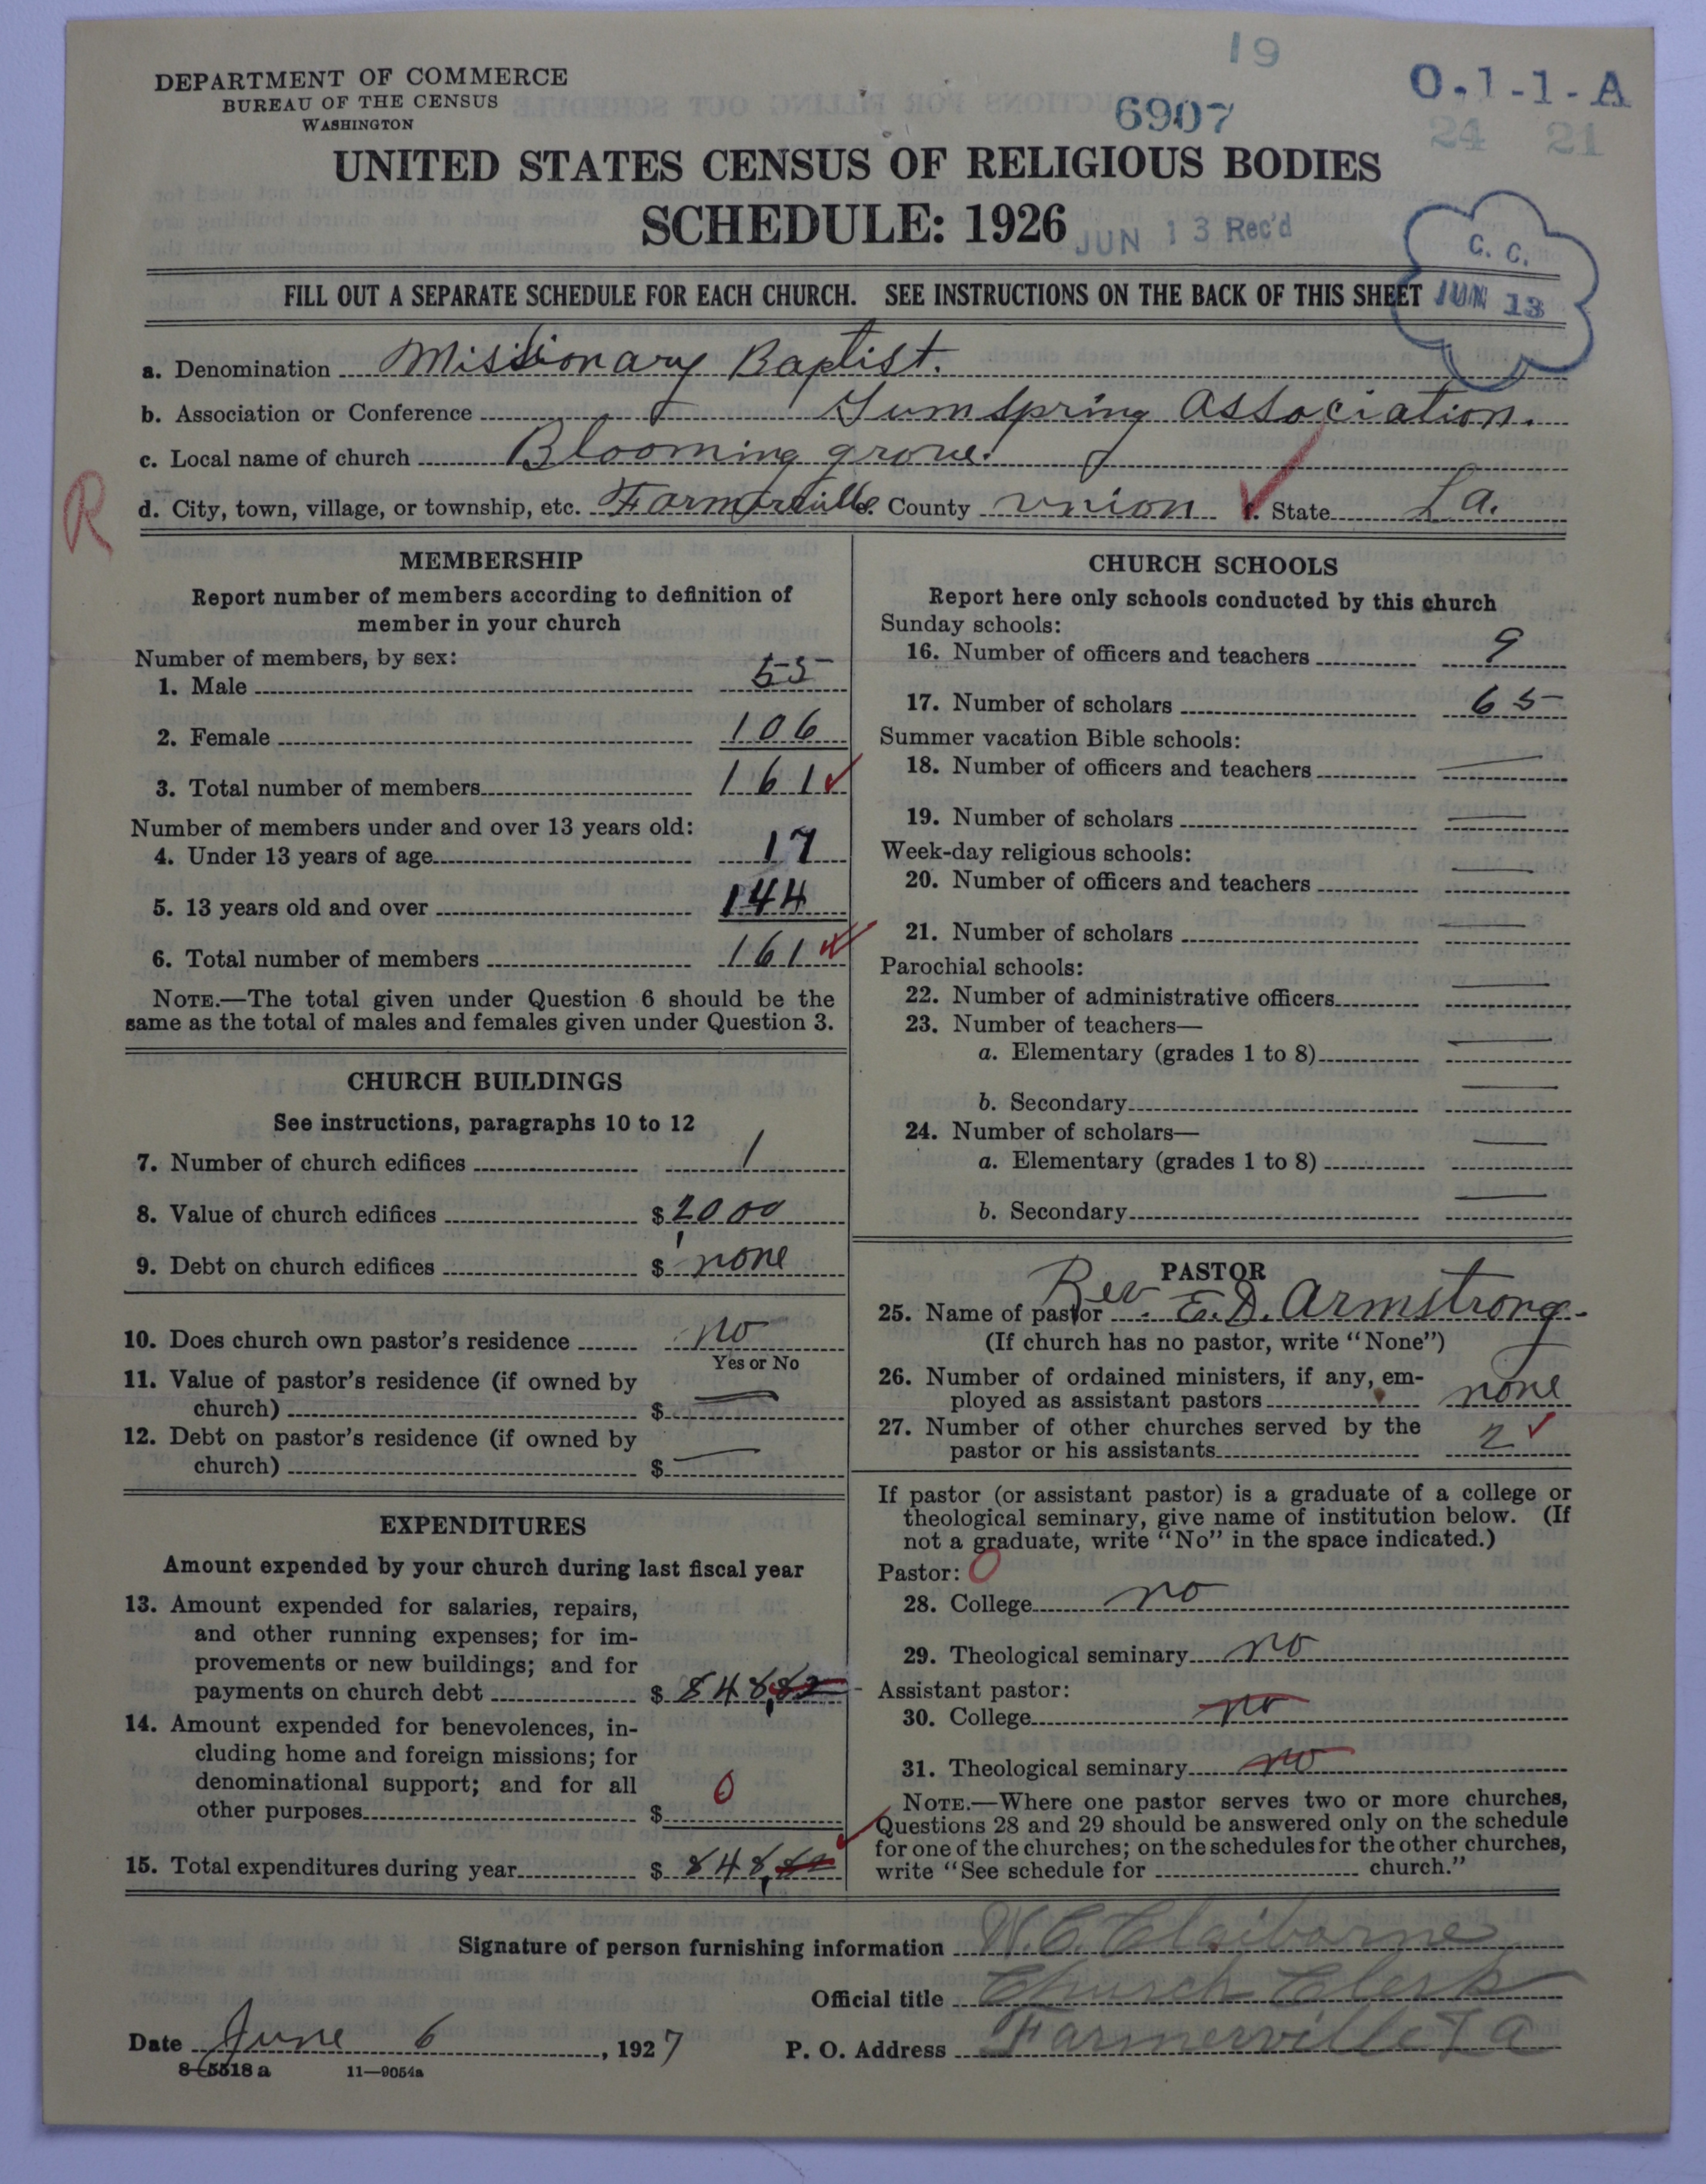 19
DEPARTMENT OF COMMERCE
BUREAU OF THE CENSUS
WASHINGTON
6907
O.1-1-A
24 21
UNITED STATES CENSUS OF RELIGIOUS BODIES
SCHEDULE: 1926
JUN 13 Rec'd
C. C.
JUN 13
FILL OUT A SEPARATE SCHEDULE FOR EACH CHURCH. SEE INSTRUCTIONS ON THE BACK OF THIS SHEET
a. Denomination Missionary Baptist.
b. Association or Conference Gumspring Association.
c. Local name of church Blooming grove.
R
d. City, town, village, or township, etc. Farmerville. County union State La.
MEMBERSHIP
Report number of members according to definition of
member in your church
Number of members, by sex:
1. Male 55
2. Female 106
3. Total number of members 161
Number of members under and over 13 years old:
4. Under 13 years of age 17
5. 13 years old and over 144
6. Total number of members 161
NOTE.—The total given under Question 6 should be the
same as the total of males and females given under Question 3.
CHURCH BUILDINGS
See instructions, paragraphs 10 to 12
7. Number of church edifices 1
8. Value of church edifices $ 2,000
9. Debt on church edifices $ none
10. Does church own pastor's residence no
Yes or No
11. Value of pastor's residence (if owned by
church) $ —
12. Debt on pastor's residence (if owned by
church) $ —
EXPENDITURES
Amount expended by your church during last fiscal year
13. Amount expended for salaries, repairs,
and other running expenses; for im-
provements or new buildings; and for
payments on church debt $ 848,82
14. Amount expended for benevolences, in-
cluding home and foreign missions; for
denominational support; and for all
other purposes $ 0
15. Total expenditures during year $ 848,82
CHURCH SCHOOLS
Report here only schools conducted by this church
Sunday schools:
16. Number of officers and teachers 9
17. Number of scholars 65
Summer vacation Bible schools:
18. Number of officers and teachers —
19. Number of scholars —
Week-day religious schools:
20. Number of officers and teachers —
21. Number of scholars —
Parochial schools:
22. Number of administrative officers —
23. Number of teachers—
a. Elementary (grades 1 to 8) —
b. Secondary —
24. Number of scholars—
a. Elementary (grades 1 to 8) —
b. Secondary —
PASTOR
25. Name of pastor Rev. E.D. Armstrong
(If church has no pastor, write "None")
26. Number of ordained ministers, if any, em-
ployed as assistant pastors none
27. Number of other churches served by the
pastor or his assistants 2
If pastor (or assistant pastor) is a graduate of a college or
theological seminary, give name of institution below. (If
not a graduate, write "No" in the space indicated.)
Pastor: O
28. College no
29. Theological seminary no
Assistant pastor:
30. College no
31. Theological seminary no
NOTE.—Where one pastor serves two or more churches,
Questions 28 and 29 should be answered only on the schedule
for one of the churches; on the schedules for the other churches,
write "See schedule for church."
Signature of person furnishing information W.C. Claiborne
Official title Church Clerk
Date June 6, 1927 P. O. Address Farmerville La
8-5518a 11—9054a